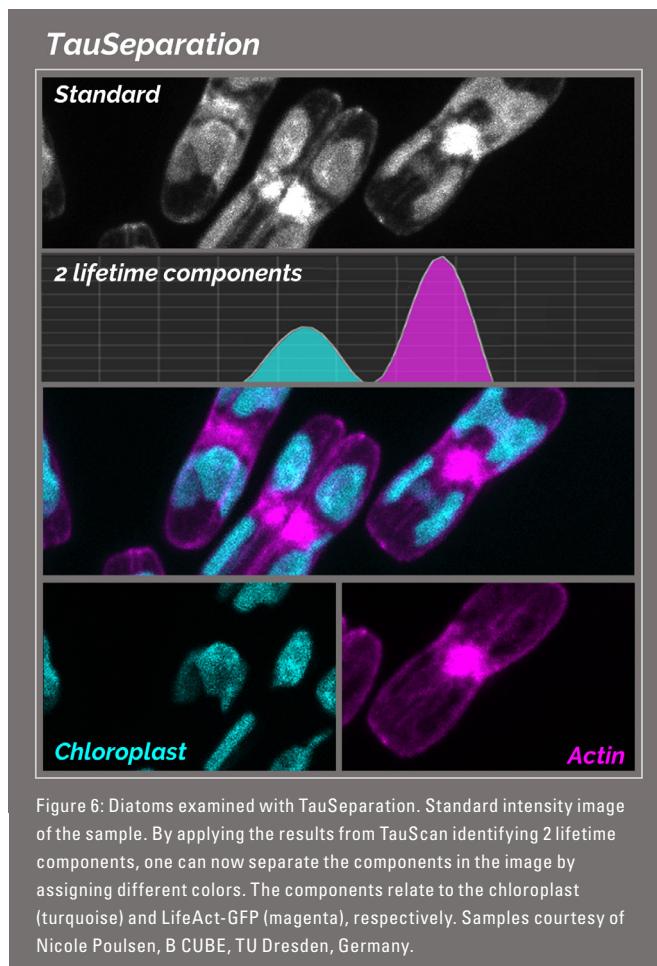 TauSeparation
Standard
2 lifetime components
Chloroplast
Actin
Figure 6: Diatoms examined with TauSeparation. Standard intensity image
of the sample. By applying the results from TauScan identifying 2 lifetime
components, one can now separate the components in the image by
assigning different colors. The components relate to the chloroplast
(turquoise) and LifeAct-GFP (magenta), respectively. Samples courtesy of
Nicole Poulsen, B CUBE, TU Dresden, Germany.